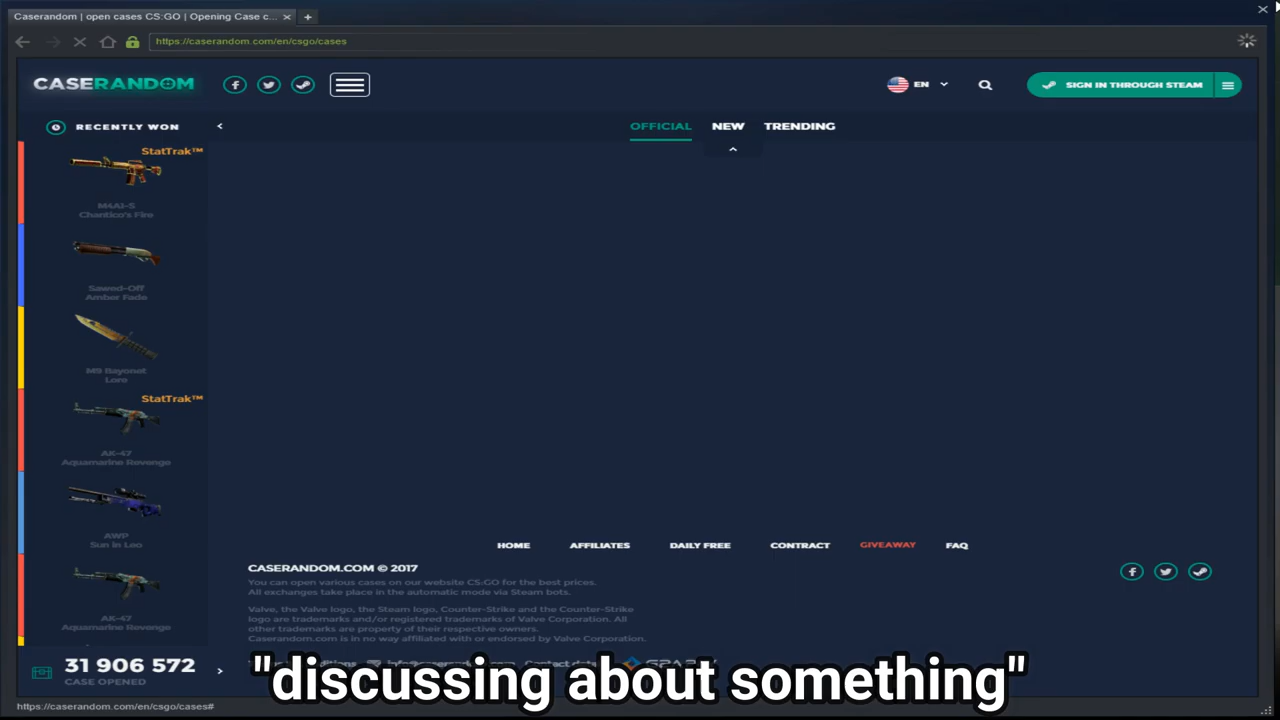 Caserandom | open cases CS:GO | Opening Case c...
https://caserandom.com/en/csgo/cases
CASERANDOM
EN
SIGN IN THROUGH STEAM
RECENTLY WON
OFFICIAL
NEW
TRENDING
StatTrak™
M4A1-S
Chantico's Fire
Sawed-Off
Amber Fade
M9 Bayonet
Lore
StatTrak™
AK-47
Aquamarine Revenge
AWP
Sun in Leo
AK-47
Aquamarine Revenge
31 906 572
CASE OPENED
HOME
AFFILIATES
DAILY FREE
CONTRACT
GIVEAWAY
FAQ
CASERANDOM.COM © 2017
You can open various cases on our website CS:GO for the best prices.
All exchanges take place in the automatic mode via Steam bots.
Valve, the Valve logo, the Steam logo, Counter-Strike and the Counter-Strike
logo are trademarks and/or registered trademarks of Valve Corporation. All
other trademarks are property of their respective owners.
Caserandom.com is in no way affiliated with or endorsed by Valve Corporation.
"discussing about something"
https://caserandom.com/en/csgo/cases#